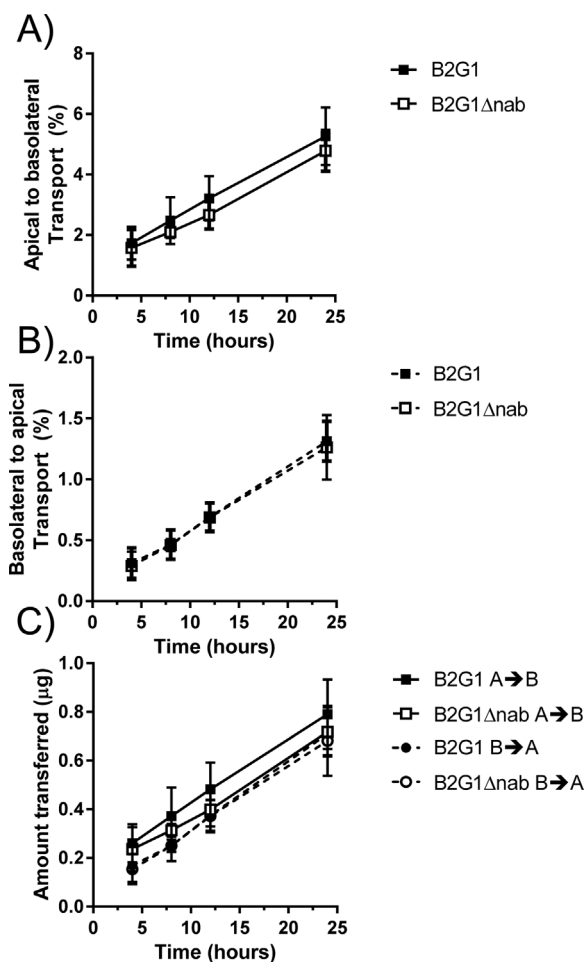 A)
Apical to basolateral
Transport (%)
8
6
4
2
0
0 5 10 15 20 25
Time (hours)
B2G1
B2G1Δnab
B)
Basolateral to apical
Transport (%)
2.0
1.5
1.0
0.5
0.0
0 5 10 15 20 25
Time (hours)
B2G1
B2G1Δnab
C)
Amount transferred (µg)
1.0
0.8
0.6
0.4
0.2
0.0
0 5 10 15 20 25
Time (hours)
B2G1 A➔B
B2G1Δnab A➔B
B2G1 B➔A
B2G1Δnab B➔A